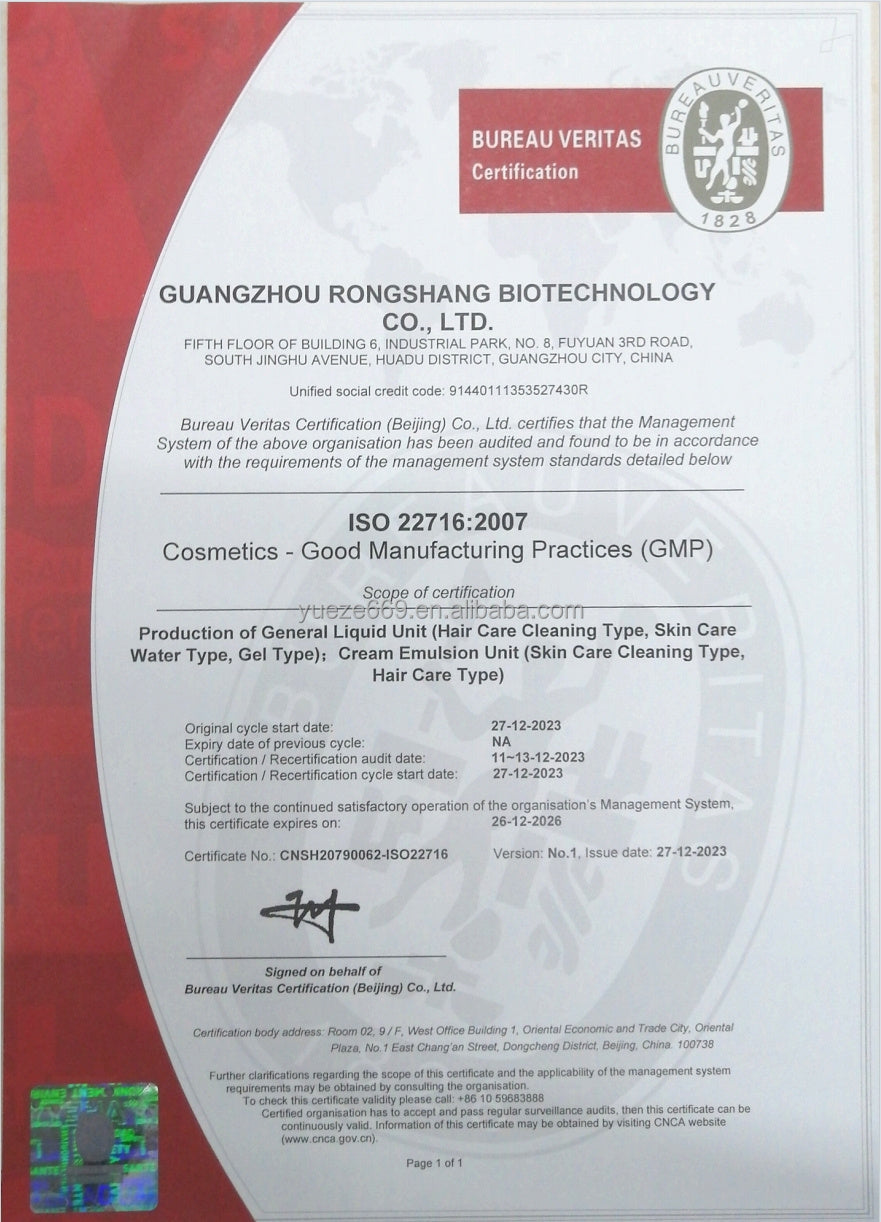 BUREAU VERITAS
Certification
BUREAU VERITAS
1828
GUANGZHOU RONGSHANG BIOTECHNOLOGY
CO., LTD.
FIFTH FLOOR OF BUILDING 6, INDUSTRIAL PARK, NO. 8, FUYUAN 3RD ROAD,
SOUTH JINGHU AVENUE, HUADU DISTRICT, GUANGZHOU CITY, CHINA
Unified social credit code: 91440111353527430R
Bureau Veritas Certification (Beijing) Co., Ltd. certifies that the Management
System of the above organisation has been audited and found to be in accordance
with the requirements of the management system standards detailed below
ISO 22716:2007
Cosmetics - Good Manufacturing Practices (GMP)
Scope of certification
yueze669.en.alibaba.com
Production of General Liquid Unit (Hair Care Cleaning Type, Skin Care
Water Type, Gel Type); Cream Emulsion Unit (Skin Care Cleaning Type,
Hair Care Type)
Original cycle start date: 27-12-2023
Expiry date of previous cycle: NA
Certification / Recertification audit date: 11~13-12-2023
Certification / Recertification cycle start date: 27-12-2023
Subject to the continued satisfactory operation of the organisation's Management System,
this certificate expires on: 26-12-2026
Certificate No.: CNSH20790062-ISO22716 Version: No.1, Issue date: 27-12-2023
Signed on behalf of
Bureau Veritas Certification (Beijing) Co., Ltd.
Certification body address: Room 02, 9 / F, West Office Building 1, Oriental Economic and Trade City, Oriental
Plaza, No.1 East Chang'an Street, Dongcheng District, Beijing, China. 100738
Further clarifications regarding the scope of this certificate and the applicability of the management system
requirements may be obtained by consulting the organisation.
To check this certificate validity please call: +86 10 59683888
Certified organisation has to accept and pass regular surveillance audits, then this certificate can be
continuously valid. Information of this certificate may be obtained by visiting CNCA website
(www.cnca.gov.cn).
Page 1 of 1